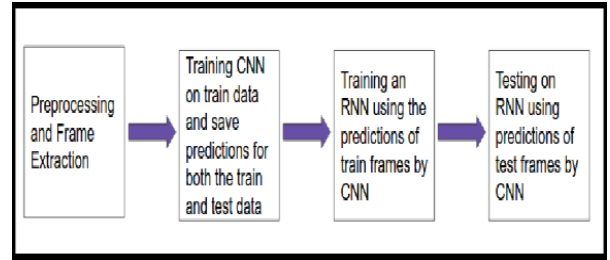 Preprocessing
and Frame
Extraction
Training CNN
on train data
and save
predictions for
both the train
and test data
Training an
RNN using the
predictions of
train frames by
CNN
Testing on
RNN using
predictions of
test frames by
CNN